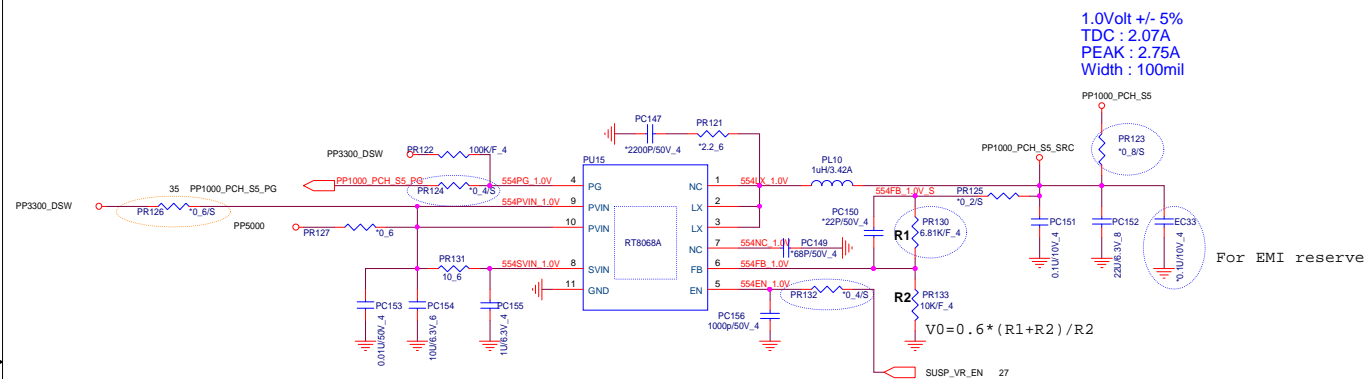 1.0Volt +/- 5%
TDC : 2.07A
PEAK : 2.75A
Width : 100mil
PP1000_PCH_S5
PR123
*0_8/S
PP1000_PCH_S5_SRC
PC147
*2200P/50V_4
PR121
*2.2_6
PP3300_DSW
PR122
100K/F_4
PU15
PL10
1uH/3.42A
35 PP1000_PCH_S5_PG
PP1000_PCH_S5_PG
PR124
*0_4/S
554PG_1.0V
4 PG
NC 1
554LX_1.0V
PP3300_DSW
PR126
*0_6/S
554PVIN_1.0V
9 PVIN
LX 2
PP5000
PR127
*0_6
10 PVIN
LX 3
RT8068A
554FB_1.0V_S
PR125
*0_2/S
PC150
*22P/50V_4
R1
PR130
6.81K/F_4
NC 7
554NC_1.0V
PC149
*68P/50V_4
PR131
10_6
554SVIN_1.0V
8 SVIN
FB 6
554FB_1.0V
11 GND
EN 5
554EN_1.0V
PR132
*0_4/S
R2
PR133
10K/F_4
PC151
0.1U/10V_4
PC152
22U/6.3V_8
EC33
*0.1U/10V_4
For EMI reserve
PC153
0.01U/50V_4
PC154
10U/6.3V_6
PC155
1U/6.3V_4
PC156
1000p/50V_4
V0=0.6*(R1+R2)/R2
SUSP_VR_EN 27